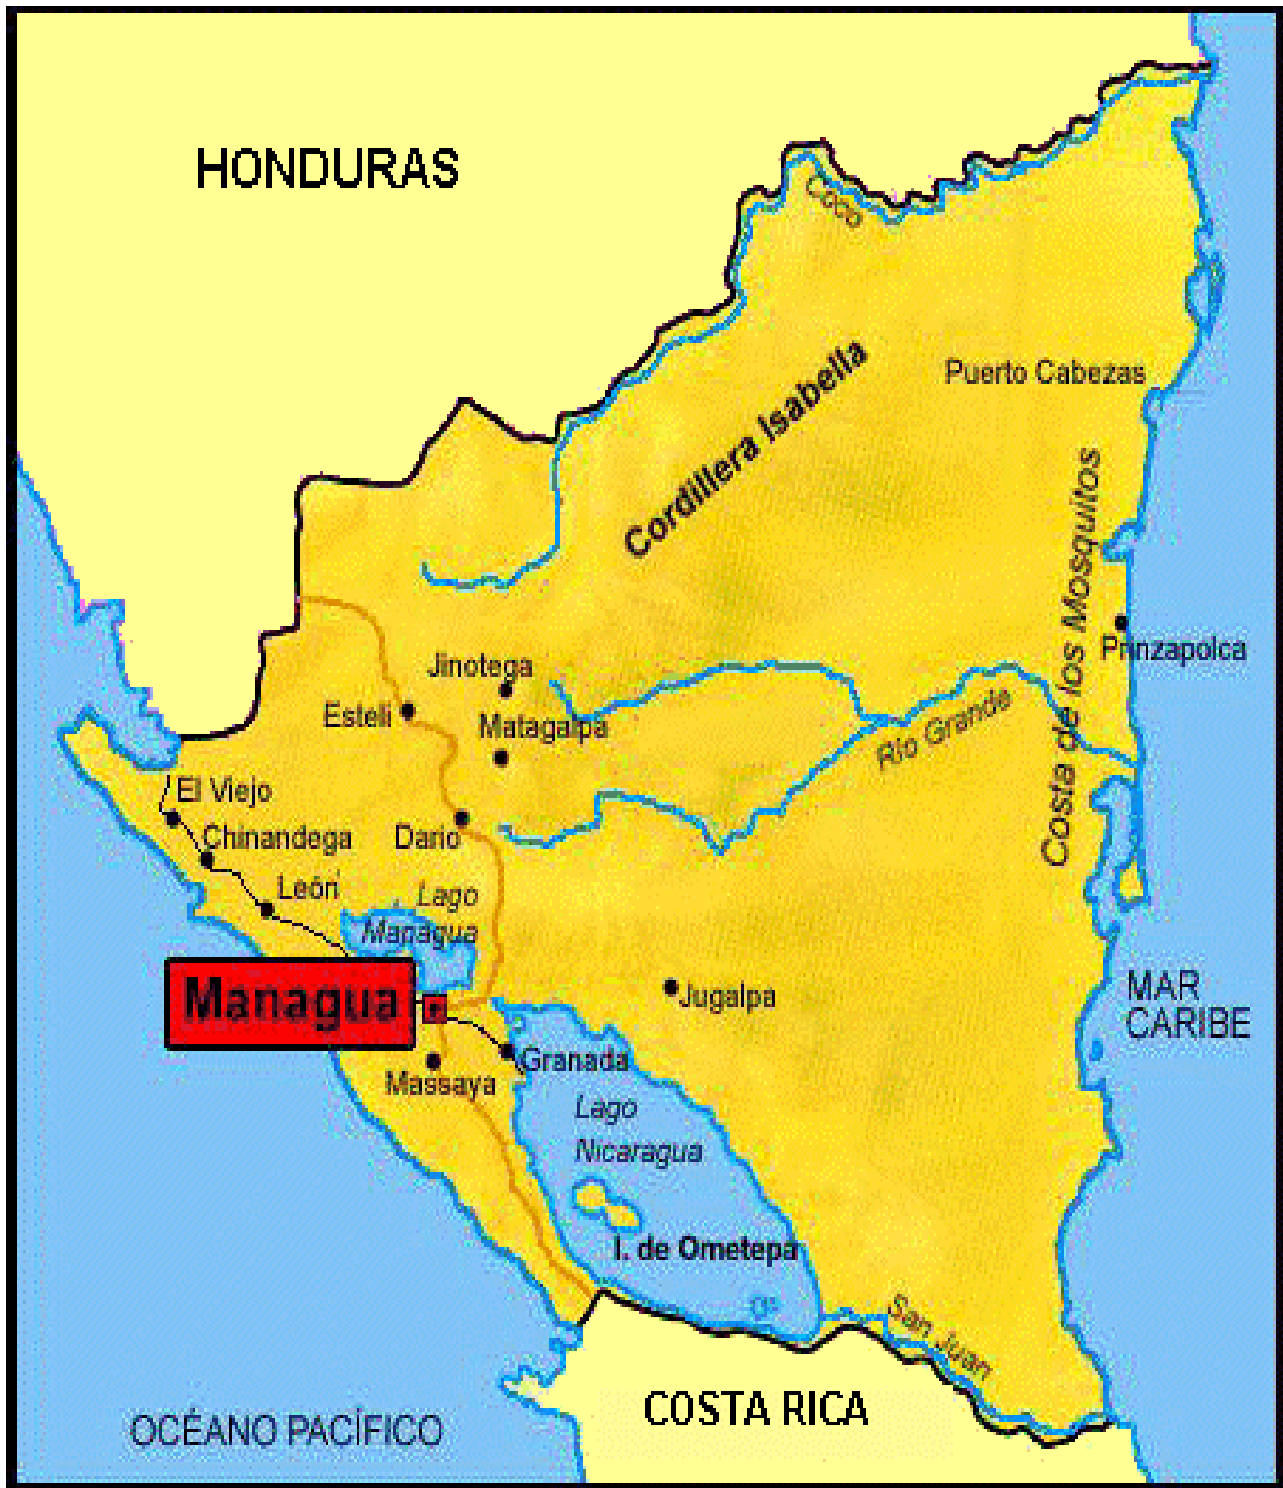 HONDURAS
Coco
Cordillera Isabella
Puerto Cabezas
Costa de los Mosquitos
Prinzapolca
Jinotega
Esteli
Matagalpa
Río Grande
El Viejo
Chinandega
Dario
León
Lago
Managua
Managua
Jugalpa
MAR
CARIBE
Granada
Massaya
Lago
Nicaragua
I. de Ometepa
San Juan
COSTA RICA
OCÉANO PACÍFICO